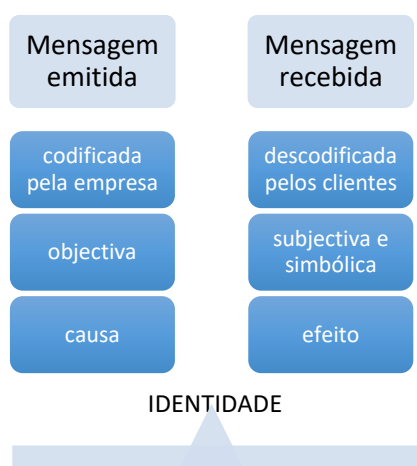 Mensagem
emitida
codificada
pela empresa
objectiva
causa
Mensagem
recebida
descodificada
pelos clientes
subjectiva e
simbólica
efeito
IDENTIDADE